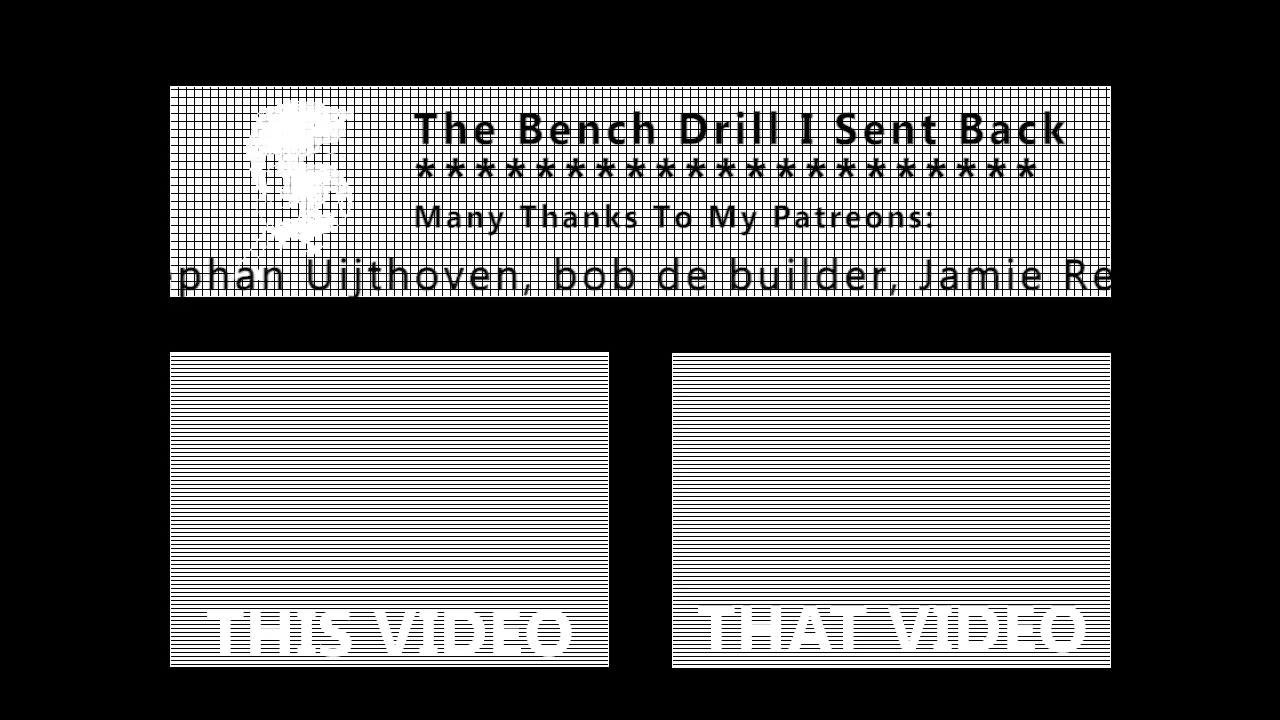 The Bench Drill I Sent Back
*********************
Many Thanks To My Patreons:
phan Uijthoven, bob de builder, Jamie Re
THIS VIDEO
THAT VIDEO